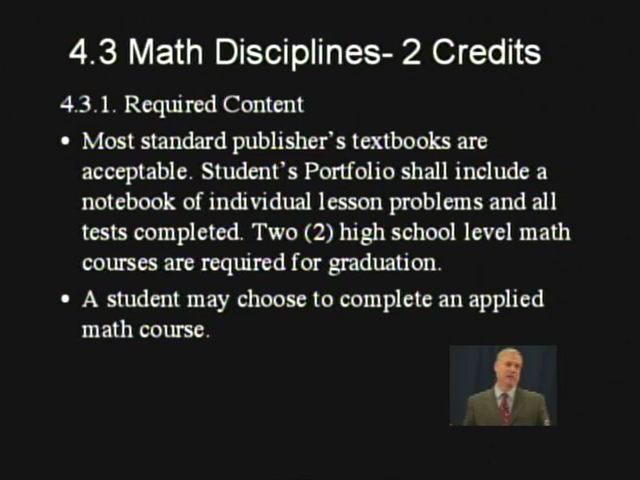 4.3 Math Disciplines- 2 Credits
4.3.1. Required Content
• Most standard publisher's textbooks are
acceptable. Student's Portfolio shall include a
notebook of individual lesson problems and all
tests completed. Two (2) high school level math
courses are required for graduation.
• A student may choose to complete an applied
math course.